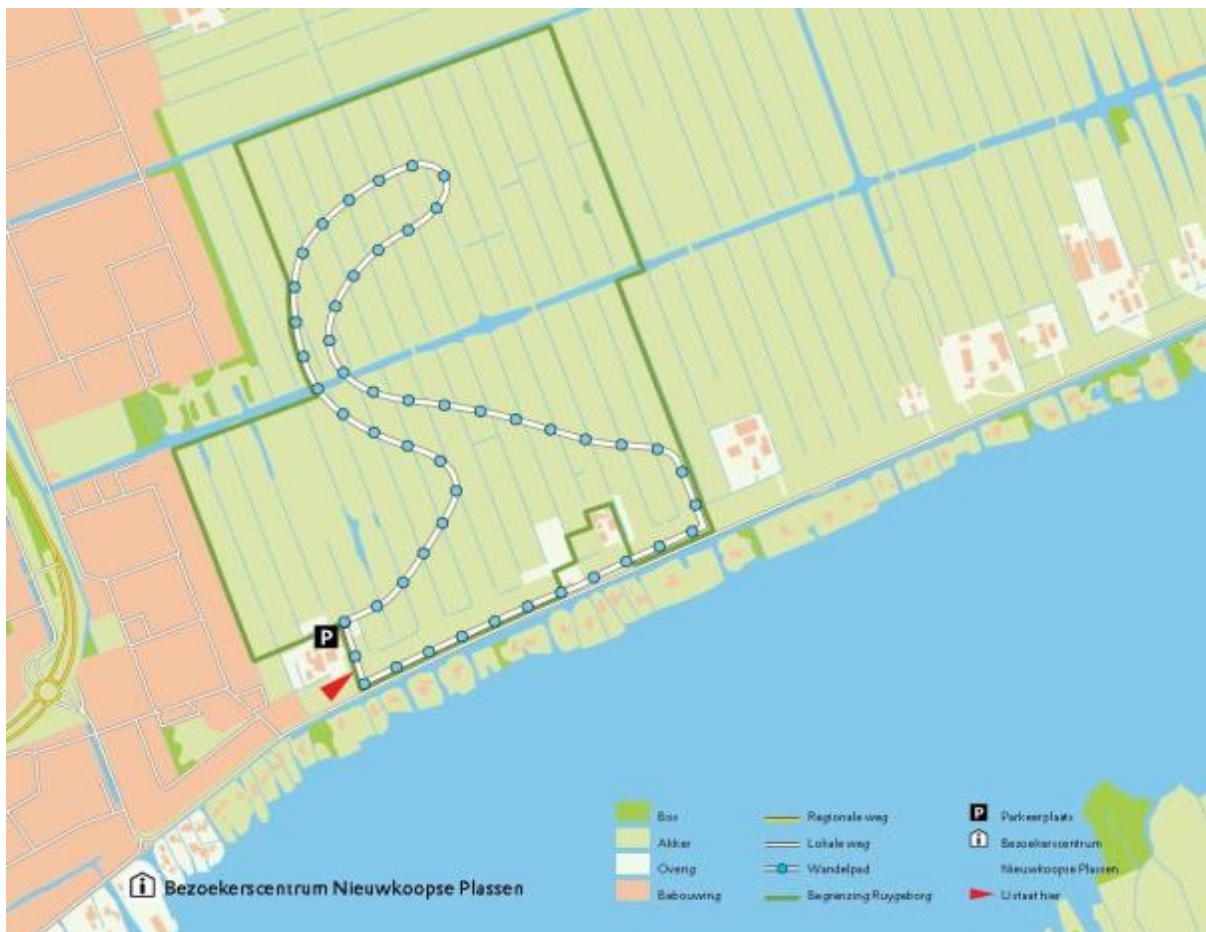 P
Bezoekerscentrum Nieuwkoopse Plassen
Bos
Akker
Overig
Bebouwing
Regionale weg
Lokale weg
Wandelpad
Begrenzing Ruygeborg
P Parkeerplaats
Bezoekerscentrum
Nieuwkoopse Plassen
U staat hier